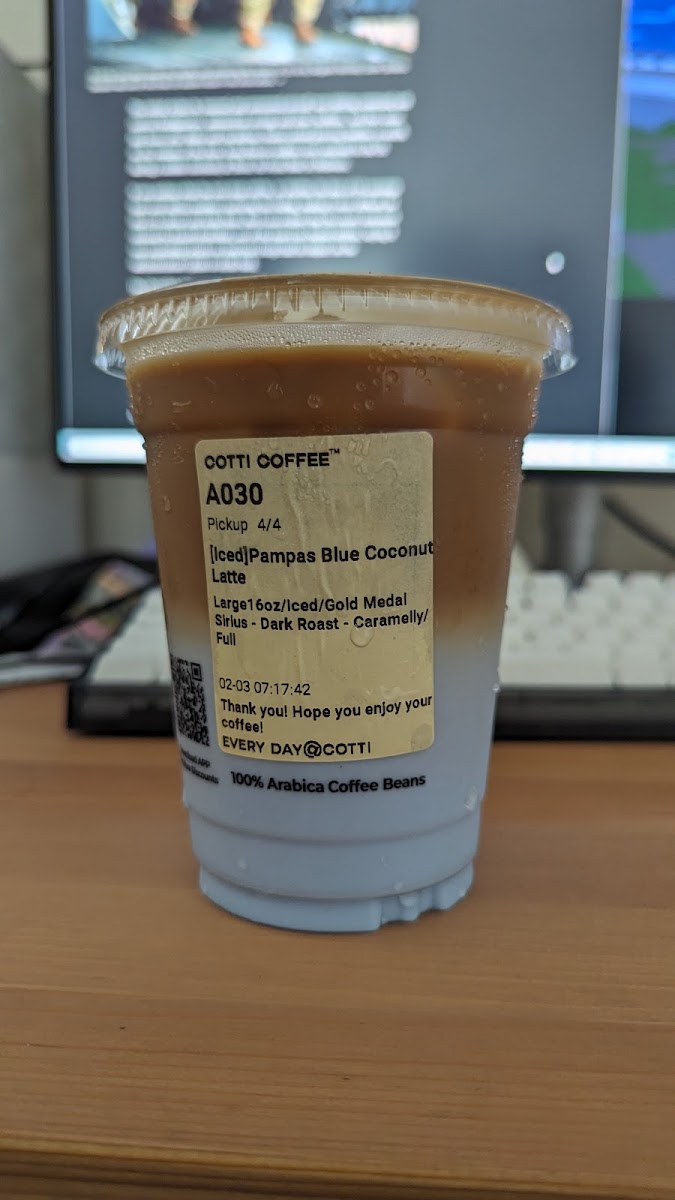 COTTI COFFEE™
A030
Pickup 4/4
[Iced]Pampas Blue Coconut
Latte
Large16oz/Iced/Gold Medal
Sirius - Dark Roast - Caramelly/
Full
02-03 07:17:42
Thank you! Hope you enjoy your
coffee!
EVERY DAY@COTTI
APP
Discounts
100% Arabica Coffee Beans